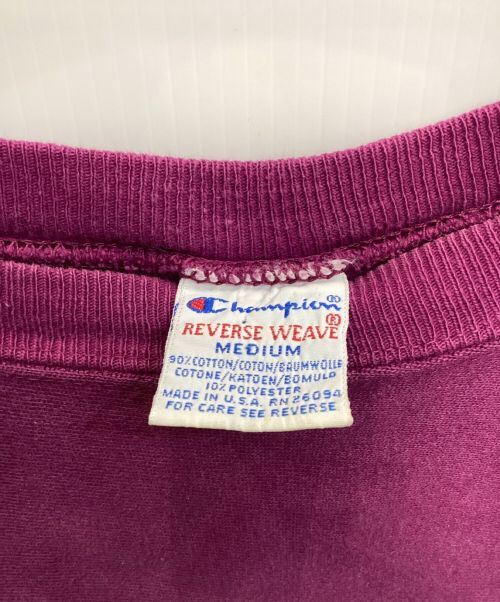 Champion®
REVERSE WEAVE®
MEDIUM
90% COTTON/COTON/BAUMWOLLE
COTONE/KATOEN/BOMULD
10% POLYESTER
MADE IN U.S.A. RN 26094
FOR CARE SEE REVERSE